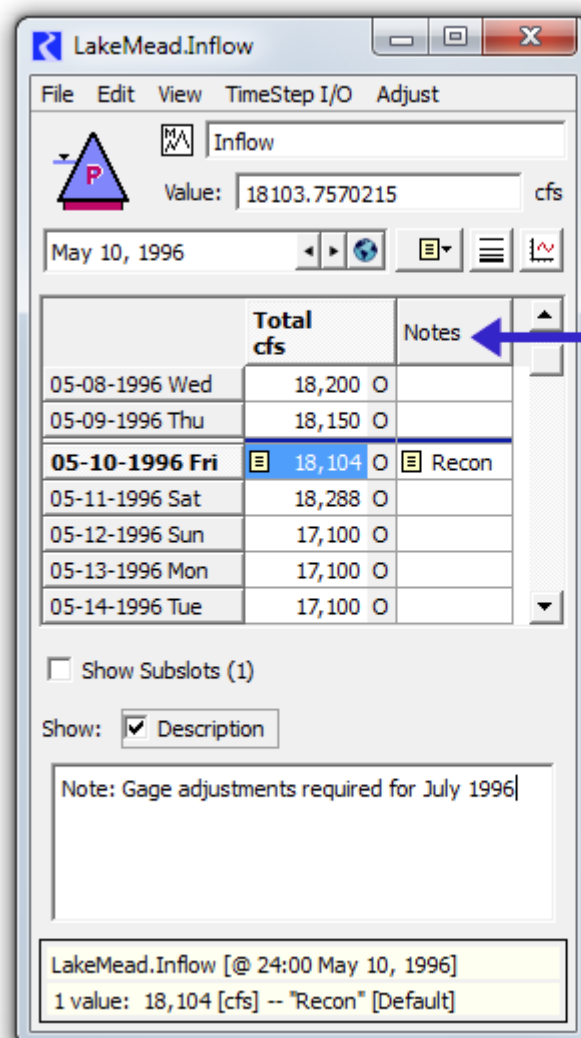 LakeMead.Inflow
File Edit View TimeStep I/O Adjust
P
Inflow
Value: 18103.7570215 cfs
May 10, 1996
Total
cfs
Notes
05-08-1996 Wed 18,200 O
05-09-1996 Thu 18,150 O
05-10-1996 Fri 18,104 O Recon
05-11-1996 Sat 18,288 O
05-12-1996 Sun 17,100 O
05-13-1996 Mon 17,100 O
05-14-1996 Tue 17,100 O
Show Subslots (1)
Show: Description
Note: Gage adjustments required for July 1996
LakeMead.Inflow [@ 24:00 May 10, 1996]
1 value: 18,104 [cfs] -- "Recon" [Default]